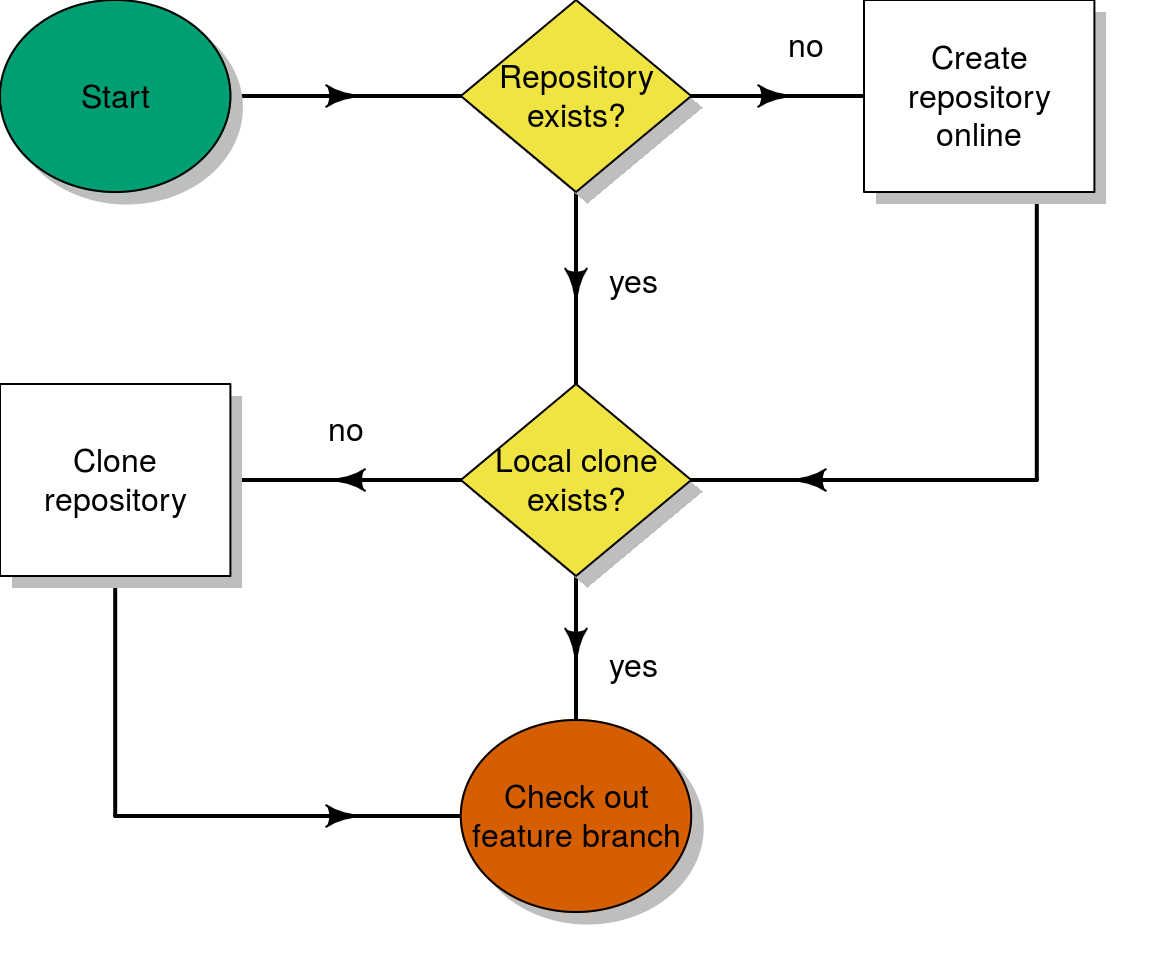 Start
Repository
exists?
no
Create
repository
online
yes
Clone
repository
no
Local clone
exists?
yes
Check out
feature branch